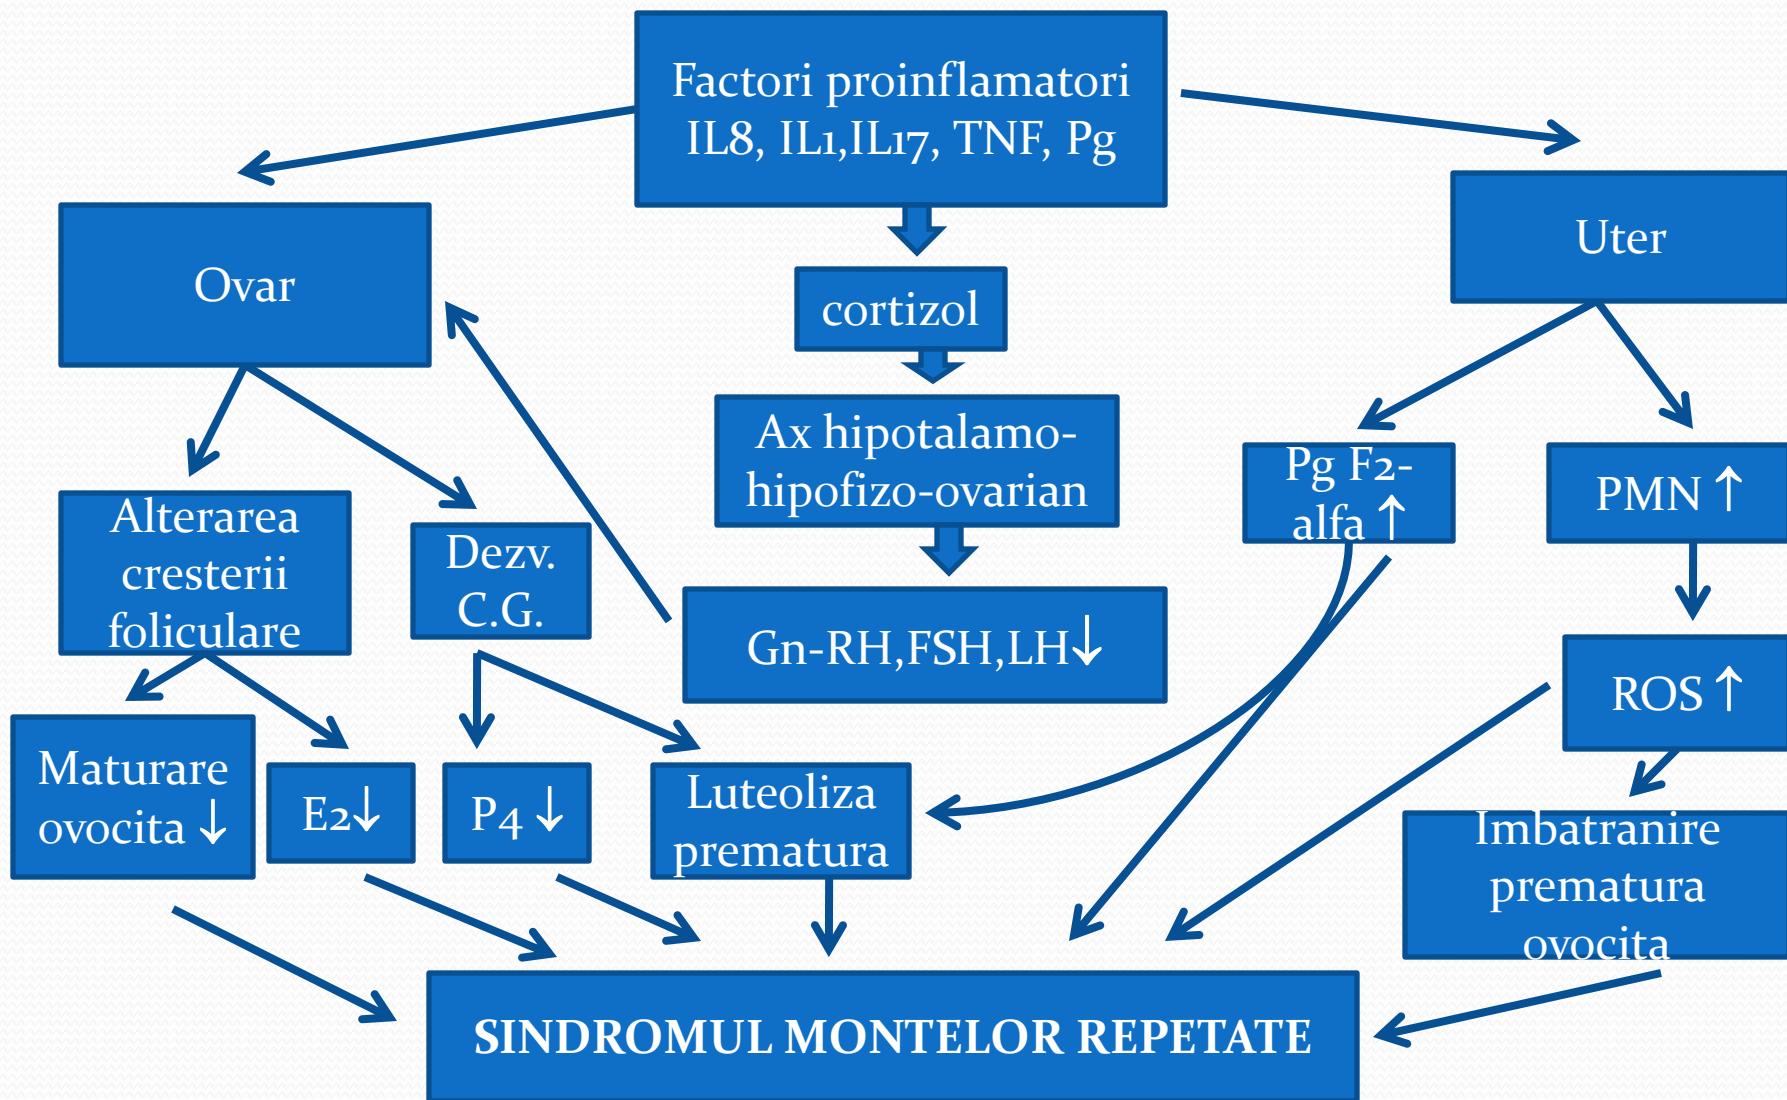 Factori proinflamatori
IL8, IL1,IL17, TNF, Pg
Ovar
cortizol
Uter
Ax hipotalamo-
hipofizo-ovarian
Pg F2-
alfa ↑
PMN ↑
Alterarea
cresterii
foliculare
Dezv.
C.G.
Gn-RH,FSH,LH↓
ROS ↑
Maturare
ovocita ↓
E2↓
P4 ↓
Luteoliza
prematura
Imbatranire
prematura
ovocita
SINDROMUL MONTELOR REPETATE